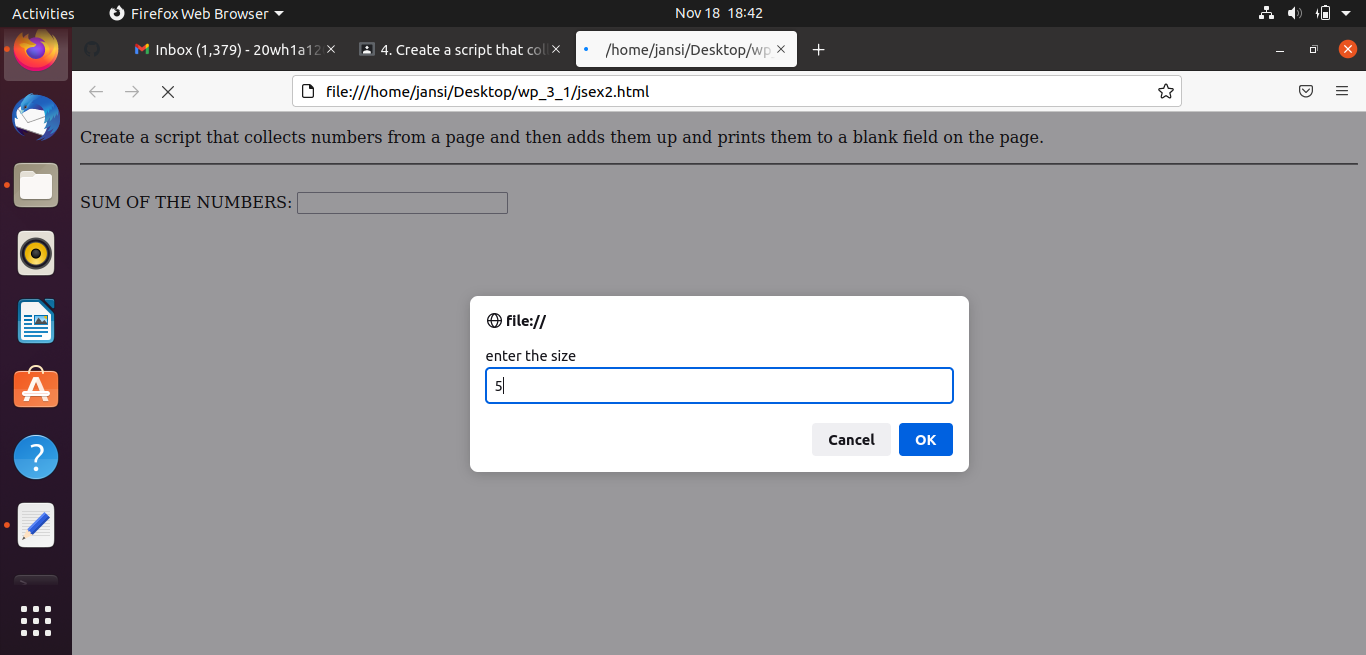 Activities
Firefox Web Browser
Nov 18 18:42
Inbox (1,379) - 20wh1a12
4. Create a script that coll
/home/jansi/Desktop/wp_
file:///home/jansi/Desktop/wp_3_1/jsex2.html
Create a script that collects numbers from a page and then adds them up and prints them to a blank field on the page.
SUM OF THE NUMBERS:
file://
enter the size
5
Cancel
OK